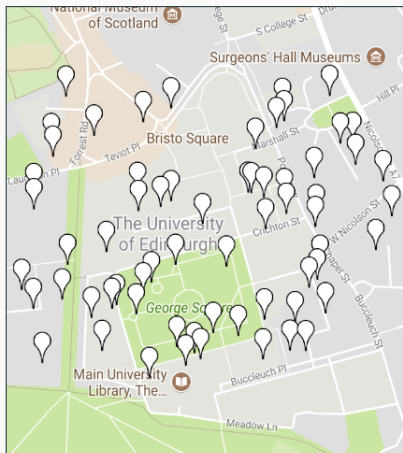 National Museum
of Scotland
S College St
Surgeons' Hall Museums
Hill Pl
Nicolson
A7
Forrest Rd
Bristo Square
Marshall St
Teviot Pl
Lauriston Pl
The University
of Edinburgh
Crichton St
W Nicolson St
Chapel St
George Square
Buccleuch St
Main University
Library, The...
Buccleuch Pl
Meadow Ln